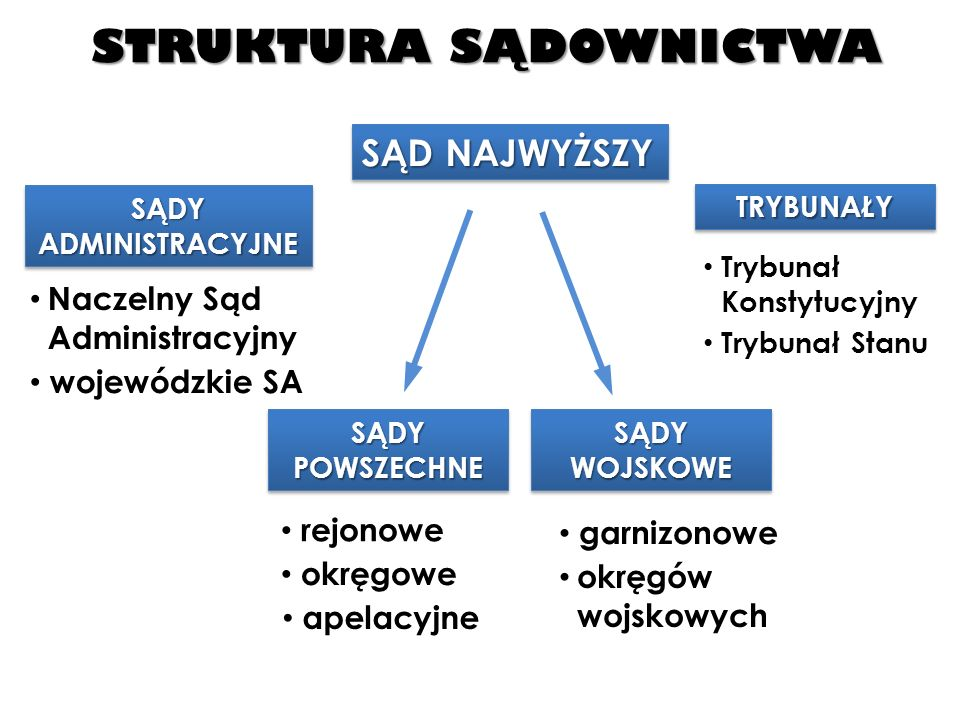 STRUKTURA SĄDOWNICTWA
SĄD NAJWYŻSZY
SĄDY
ADMINISTRACYJNE
• Naczelny Sąd
Administracyjny
• wojewódzkie SA
TRYBUNAŁY
• Trybunał
Konstytucyjny
• Trybunał Stanu
SĄDY
POWSZECHNE
• rejonowe
• okręgowe
• apelacyjne
SĄDY
WOJSKOWE
• garnizonowe
• okręgów
wojskowych